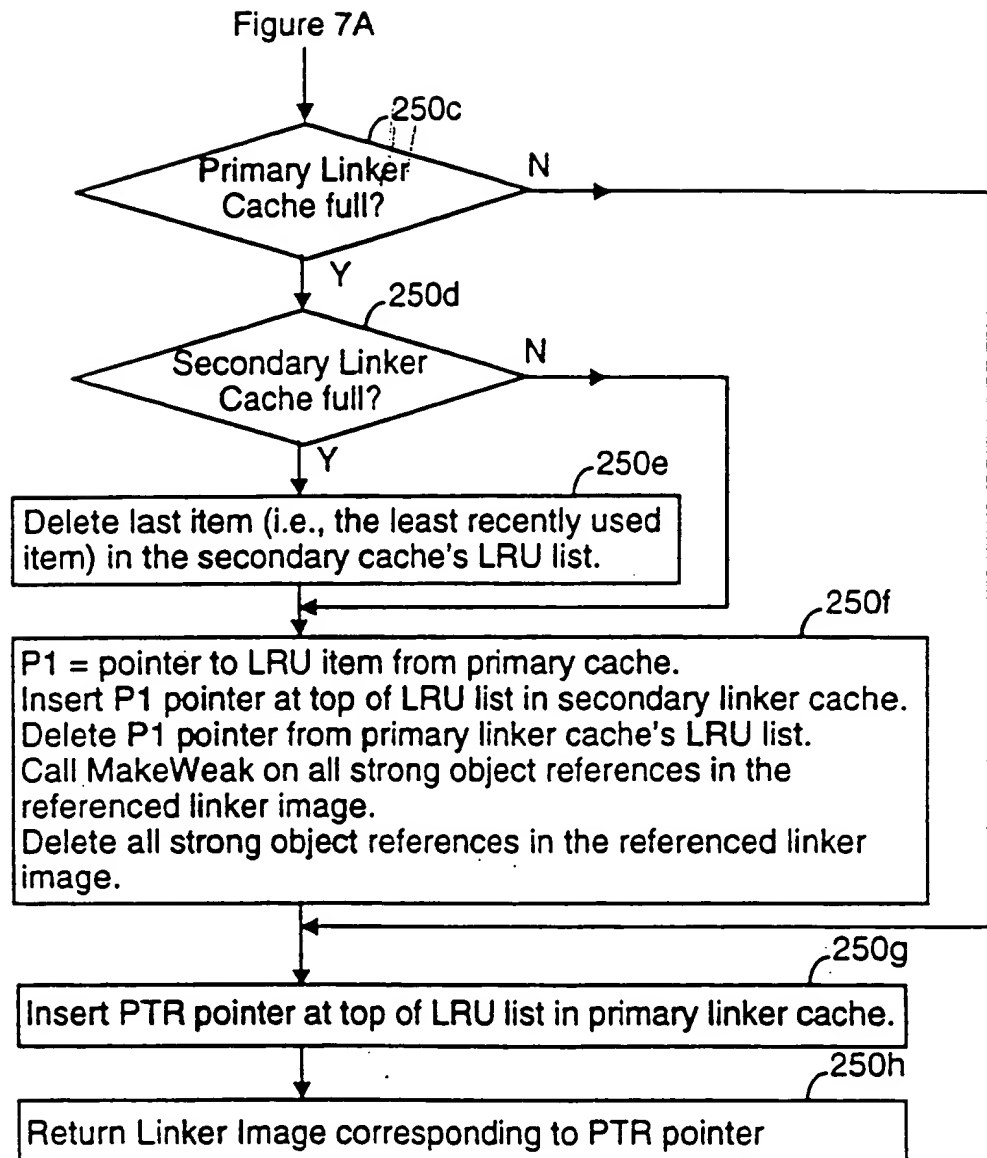 Figure 7A
250c
Primary Linker
Cache full?
N
Y
250d
Secondary Linker
Cache full?
N
Y
250e
Delete last item (i.e., the least recently used
item) in the secondary cache's LRU list.
250f
P1 = pointer to LRU item from primary cache.
Insert P1 pointer at top of LRU list in secondary linker cache.
Delete P1 pointer from primary linker cache's LRU list.
Call MakeWeak on all strong object references in the
referenced linker image.
Delete all strong object references in the referenced linker
image.
250g
Insert PTR pointer at top of LRU list in primary linker cache.
250h
Return Linker Image corresponding to PTR pointer